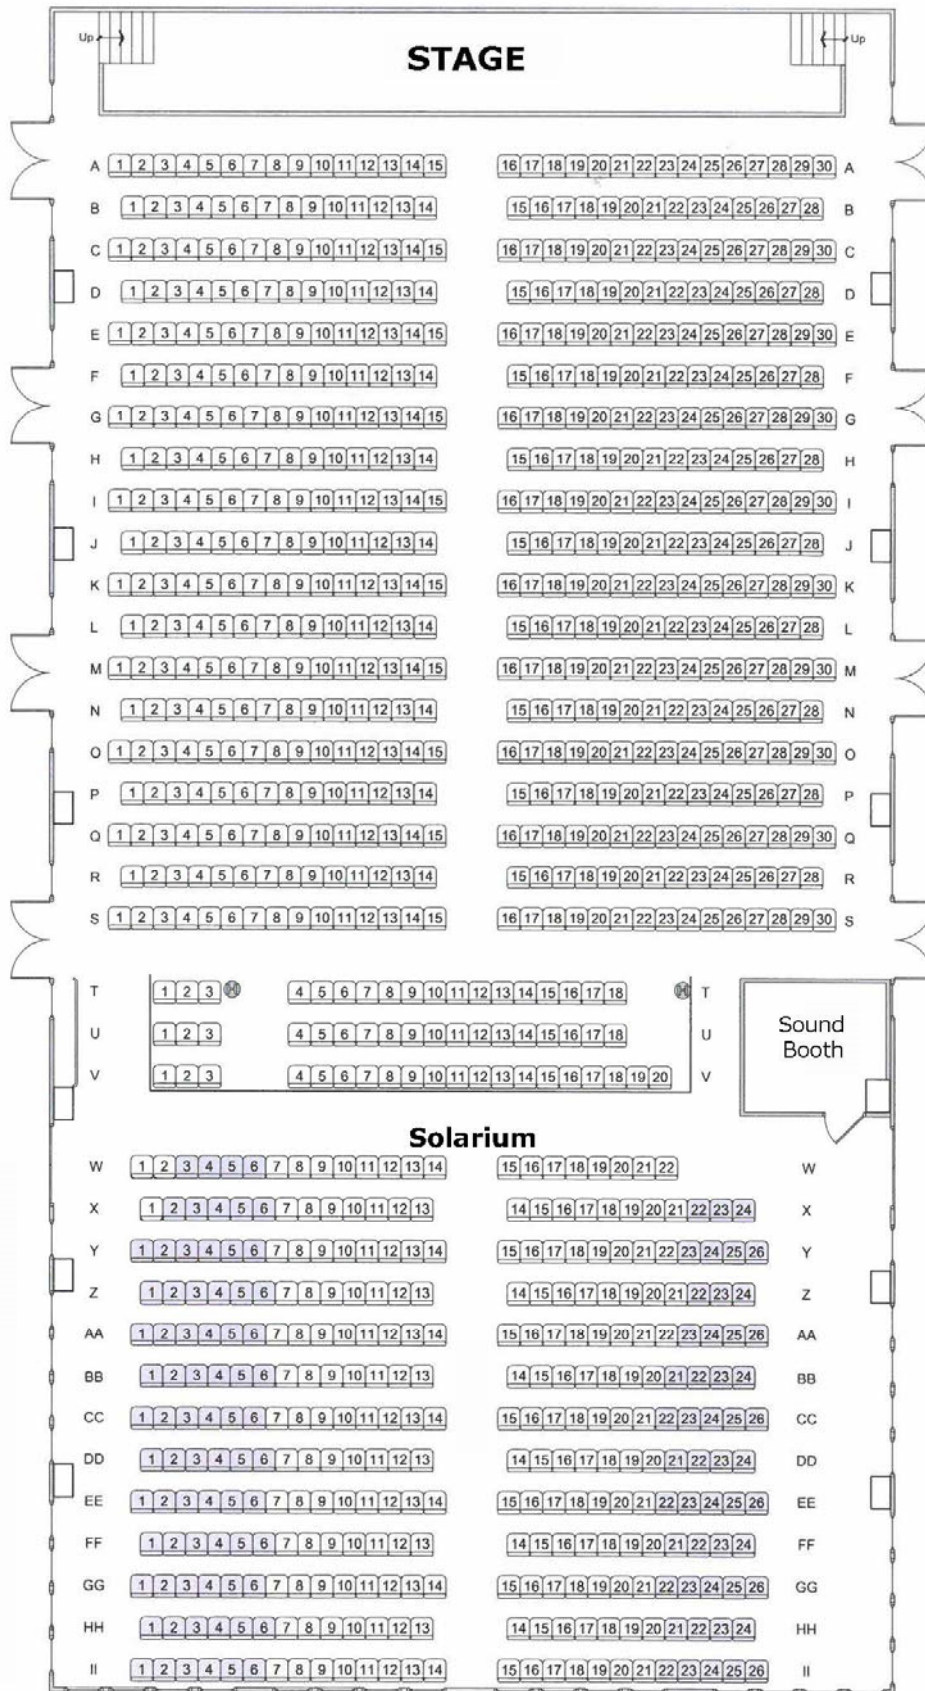 Up Up
STAGE
A 1 2 3 4 5 6 7 8 9 10 11 12 13 14 15 16 17 18 19 20 21 22 23 24 25 26 27 28 29 30 A
B 1 2 3 4 5 6 7 8 9 10 11 12 13 14 15 16 17 18 19 20 21 22 23 24 25 26 27 28 B
C 1 2 3 4 5 6 7 8 9 10 11 12 13 14 15 16 17 18 19 20 21 22 23 24 25 26 27 28 29 30 C
D 1 2 3 4 5 6 7 8 9 10 11 12 13 14 15 16 17 18 19 20 21 22 23 24 25 26 27 28 D
E 1 2 3 4 5 6 7 8 9 10 11 12 13 14 15 16 17 18 19 20 21 22 23 24 25 26 27 28 29 30 E
F 1 2 3 4 5 6 7 8 9 10 11 12 13 14 15 16 17 18 19 20 21 22 23 24 25 26 27 28 F
G 1 2 3 4 5 6 7 8 9 10 11 12 13 14 15 16 17 18 19 20 21 22 23 24 25 26 27 28 29 30 G
H 1 2 3 4 5 6 7 8 9 10 11 12 13 14 15 16 17 18 19 20 21 22 23 24 25 26 27 28 H
I 1 2 3 4 5 6 7 8 9 10 11 12 13 14 15 16 17 18 19 20 21 22 23 24 25 26 27 28 29 30 I
J 1 2 3 4 5 6 7 8 9 10 11 12 13 14 15 16 17 18 19 20 21 22 23 24 25 26 27 28 J
K 1 2 3 4 5 6 7 8 9 10 11 12 13 14 15 16 17 18 19 20 21 22 23 24 25 26 27 28 29 30 K
L 1 2 3 4 5 6 7 8 9 10 11 12 13 14 15 16 17 18 19 20 21 22 23 24 25 26 27 28 L
M 1 2 3 4 5 6 7 8 9 10 11 12 13 14 15 16 17 18 19 20 21 22 23 24 25 26 27 28 29 30 M
N 1 2 3 4 5 6 7 8 9 10 11 12 13 14 15 16 17 18 19 20 21 22 23 24 25 26 27 28 N
O 1 2 3 4 5 6 7 8 9 10 11 12 13 14 15 16 17 18 19 20 21 22 23 24 25 26 27 28 29 30 O
P 1 2 3 4 5 6 7 8 9 10 11 12 13 14 15 16 17 18 19 20 21 22 23 24 25 26 27 28 P
Q 1 2 3 4 5 6 7 8 9 10 11 12 13 14 15 16 17 18 19 20 21 22 23 24 25 26 27 28 29 30 Q
R 1 2 3 4 5 6 7 8 9 10 11 12 13 14 15 16 17 18 19 20 21 22 23 24 25 26 27 28 R
S 1 2 3 4 5 6 7 8 9 10 11 12 13 14 15 16 17 18 19 20 21 22 23 24 25 26 27 28 29 30 S
T 1 2 3 H 4 5 6 7 8 9 10 11 12 13 14 15 16 17 18 H T
U 1 2 3 4 5 6 7 8 9 10 11 12 13 14 15 16 17 18 U
V 1 2 3 4 5 6 7 8 9 10 11 12 13 14 15 16 17 18 19 20 V
Sound
Booth
Solarium
W 1 2 3 4 5 6 7 8 9 10 11 12 13 14 15 16 17 18 19 20 21 22 W
X 1 2 3 4 5 6 7 8 9 10 11 12 13 14 15 16 17 18 19 20 21 22 23 24 X
Y 1 2 3 4 5 6 7 8 9 10 11 12 13 14 15 16 17 18 19 20 21 22 23 24 25 26 Y
Z 1 2 3 4 5 6 7 8 9 10 11 12 13 14 15 16 17 18 19 20 21 22 23 24 Z
AA 1 2 3 4 5 6 7 8 9 10 11 12 13 14 15 16 17 18 19 20 21 22 23 24 25 26 AA
BB 1 2 3 4 5 6 7 8 9 10 11 12 13 14 15 16 17 18 19 20 21 22 23 24 BB
CC 1 2 3 4 5 6 7 8 9 10 11 12 13 14 15 16 17 18 19 20 21 22 23 24 25 26 CC
DD 1 2 3 4 5 6 7 8 9 10 11 12 13 14 15 16 17 18 19 20 21 22 23 24 DD
EE 1 2 3 4 5 6 7 8 9 10 11 12 13 14 15 16 17 18 19 20 21 22 23 24 25 26 EE
FF 1 2 3 4 5 6 7 8 9 10 11 12 13 14 15 16 17 18 19 20 21 22 23 24 FF
GG 1 2 3 4 5 6 7 8 9 10 11 12 13 14 15 16 17 18 19 20 21 22 23 24 25 26 GG
HH 1 2 3 4 5 6 7 8 9 10 11 12 13 14 15 16 17 18 19 20 21 22 23 24 HH
II 1 2 3 4 5 6 7 8 9 10 11 12 13 14 15 16 17 18 19 20 21 22 23 24 25 26 II